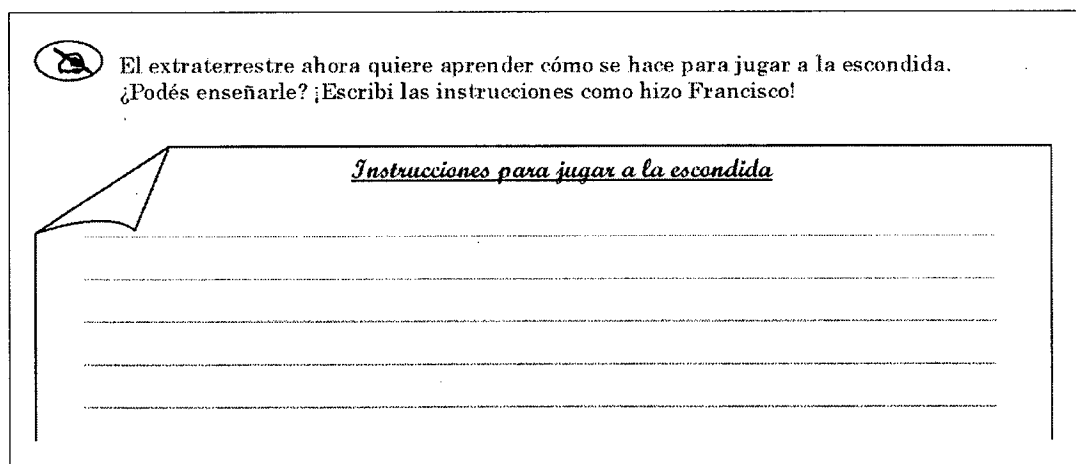 El extraterrestre ahora quiere aprender cómo se hace para jugar a la escondida.
¿Podés enseñarle? ¡Escribi las instrucciones como hizo Francisco!
Instrucciones para jugar a la escondida